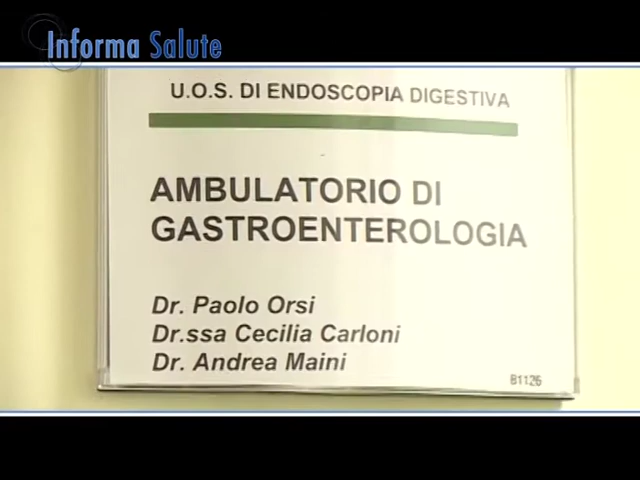 Informa Salute
U.O.S. DI ENDOSCOPIA DIGESTIVA
AMBULATORIO DI
GASTROENTEROLOGIA
Dr. Paolo Orsi
Dr.ssa Cecilia Carloni
Dr. Andrea Maini
B1126